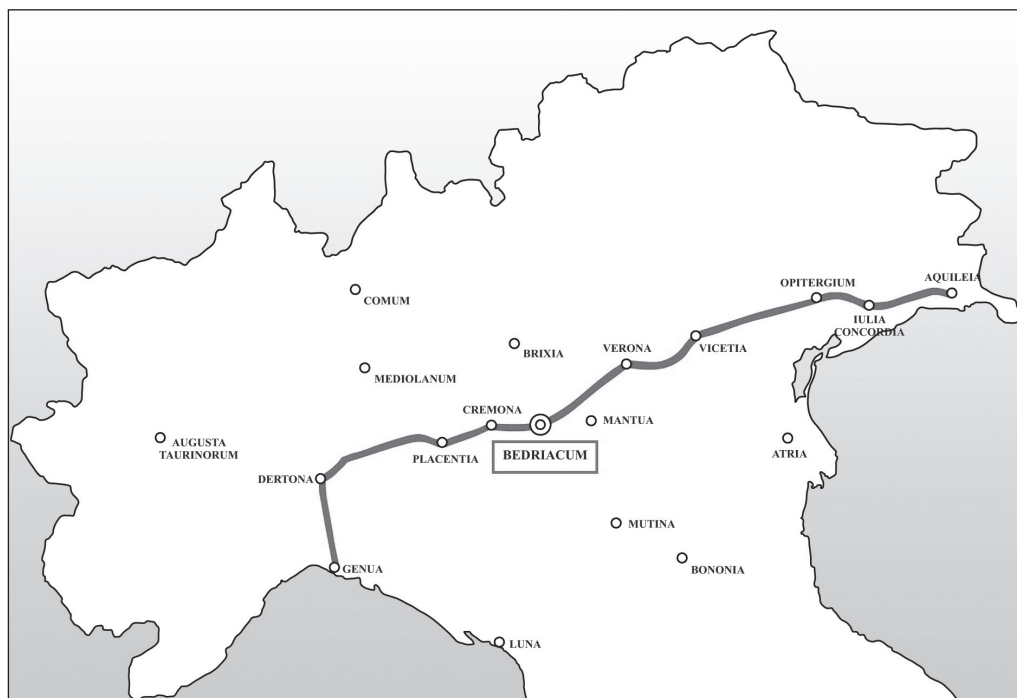 OPITERGIUM
AQUILEIA
COMUM
IULIA
CONCORDIA
BRIXIA
VERONA
VICETIA
MEDIOLANUM
CREMONA
MANTUA
AUGUSTA
TAURINORUM
PLACENTIA
BEDRIACUM
ATRIA
DERTONA
MUTINA
GENUA
BONONIA
LUNA